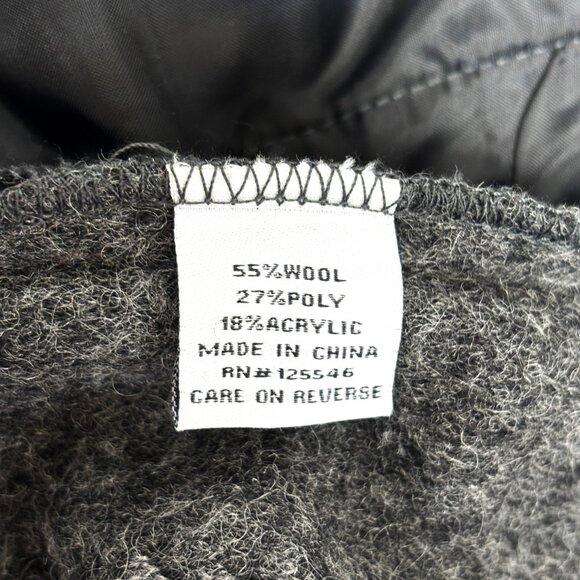 55%WOOL
27%POLY
18%ACRYLIC
MADE IN CHINA
RN#125546
CARE ON REVERSE